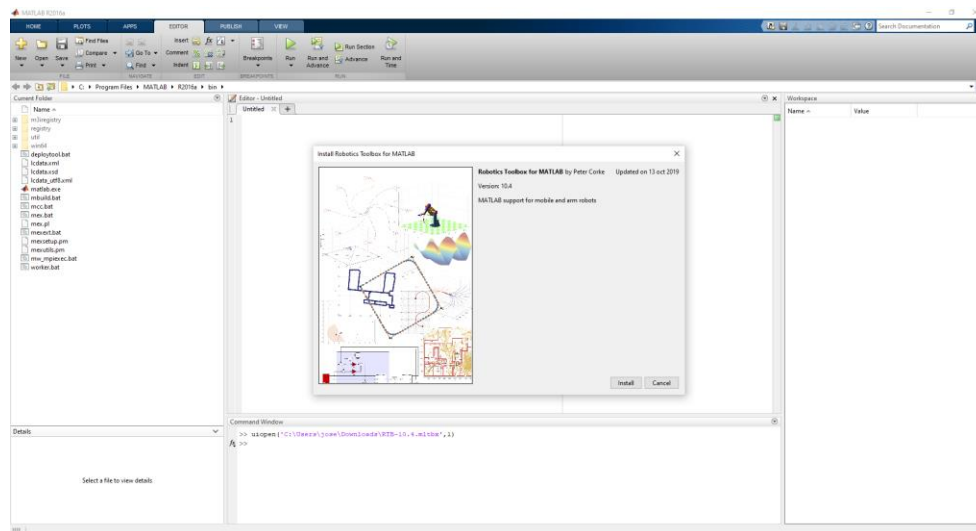 MATLAB R2016a
HOME PLOTS APPS EDITOR PUBLISH VIEW
Search Documentation
New Open Save Find Files Compare Print
Go To Find
Insert Comment Indent
Breakpoints Run Run and Advance Run Section Advance Run and Time
FILE NAVIGATE EDIT BREAKPOINTS RUN
C: Program Files MATLAB R2016a bin
Current Folder
Name
m3iregistry
registry
util
win64
deploytool.bat
lcdata.xml
lcdata.xsd
lcdata_utf8.xml
matlab.exe
mbuild.bat
mcc.bat
mex.bat
mex.pl
mexext.bat
mexsetup.pm
mexutils.pm
mw_mpiexec.bat
worker.bat
Details
Select a file to view details
Editor - Untitled
Untitled
1
Install Robotics Toolbox for MATLAB
Robotics Toolbox for MATLAB by Peter Corke Updated on 13 oct 2019
Version: 10.4
MATLAB support for mobile and arm robots
Install Cancel
Command Window
>> uiopen('C:\Users\jose\Downloads\RTB-10.4.mltbx',1)
fx >>
Workspace
Name Value